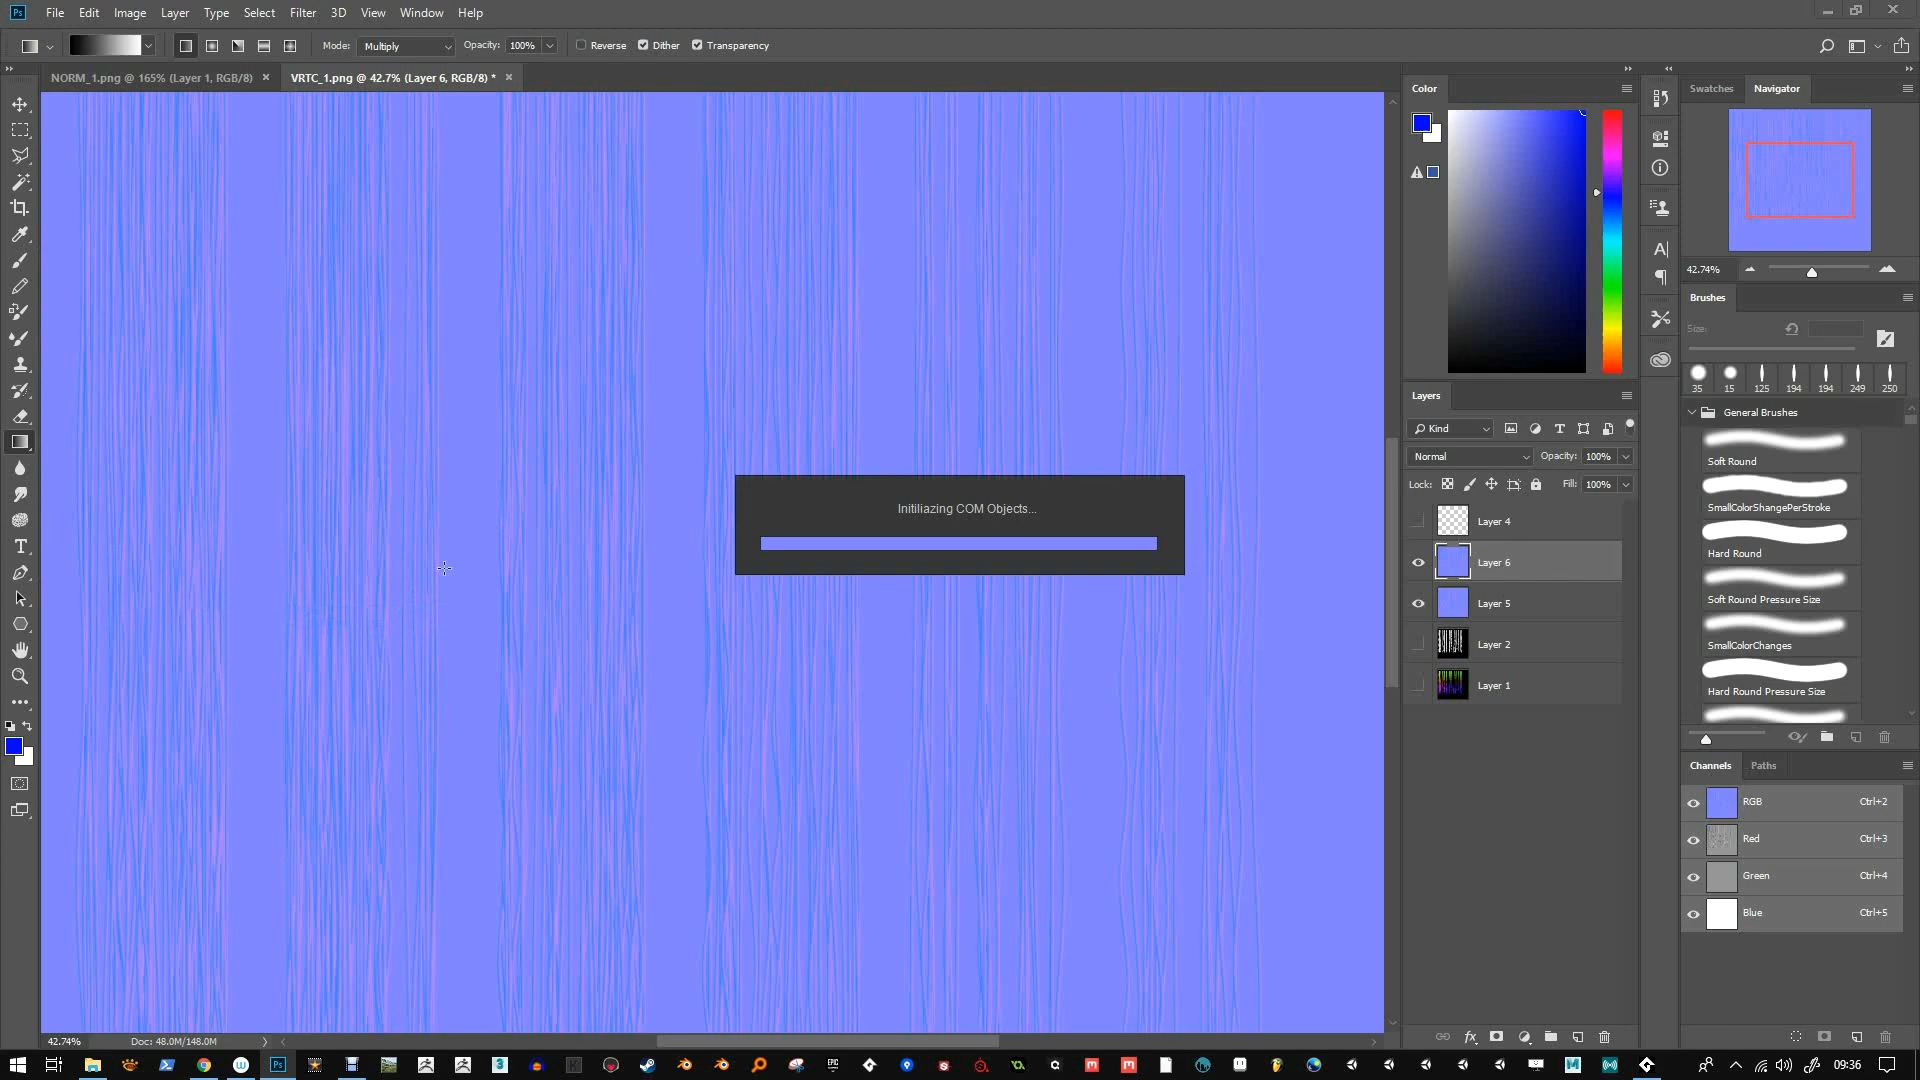 Ps File Edit Image Layer Type Select Filter 3D View Window Help
Mode: Multiply Opacity: 100% Reverse Dither Transparency
NORM_1.png @ 165% (Layer 1, RGB/8) × VRTC_1.png @ 42.7% (Layer 6, RGB/8) * ×
Initiliazing COM Objects...
42.74% Doc: 48.0M/148.0M
Color
Layers
Kind
Normal Opacity: 100%
Lock: Fill: 100%
Layer 4
Layer 6
Layer 5
Layer 2
Layer 1
fx
Swatches Navigator
42.74%
Brushes
Size:
35 15 125 194 194 249 250
General Brushes
Soft Round
SmallColorShangePerStroke
Hard Round
Soft Round Pressure Size
SmallColorChanges
Hard Round Pressure Size
Channels Paths
RGB Ctrl+2
Red Ctrl+3
Green Ctrl+4
Blue Ctrl+5
09:36